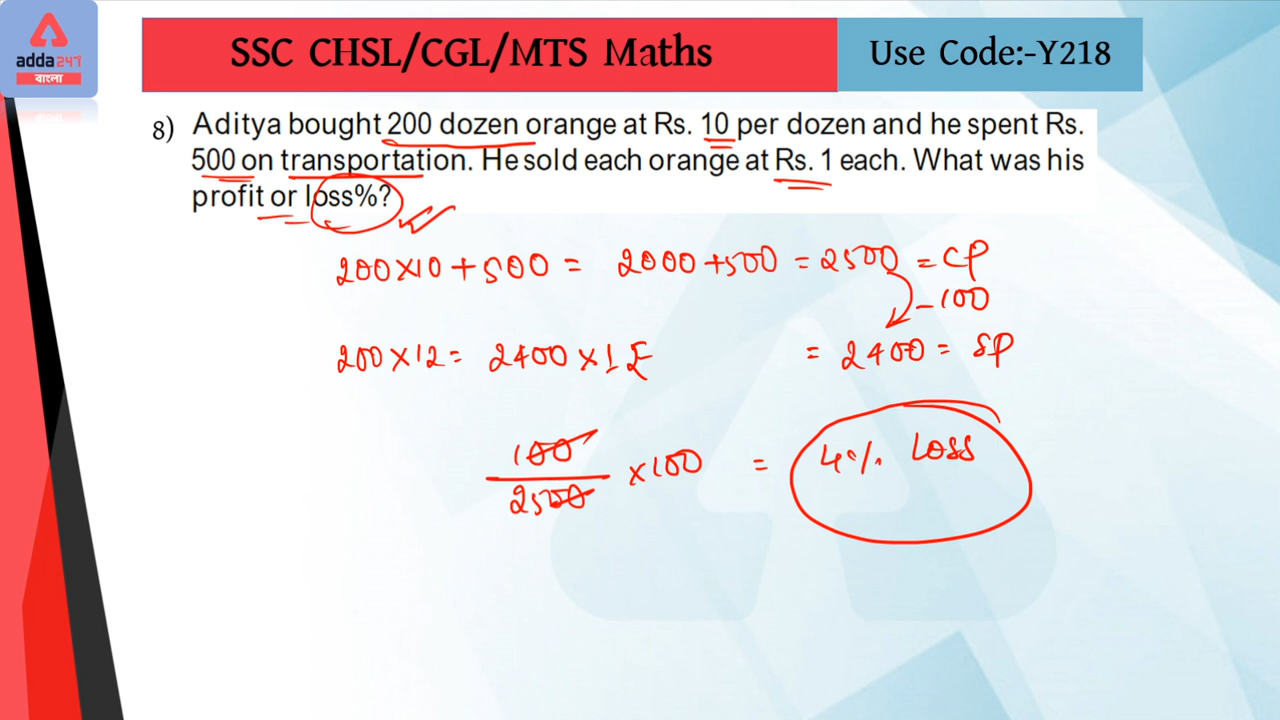 adda247
বাংলা
SSC CHSL/CGL/MTS Maths
Use Code:-Y218
8) Aditya bought 200 dozen orange at Rs. 10 per dozen and he spent Rs.
500 on transportation. He sold each orange at Rs. 1 each. What was his
profit or loss%?
200×10+500 = 2000+500 = 2500 = CP
-100
200×12 = 2400×1₹ = 2400 = SP
100
2500
×100 = 4% Loss